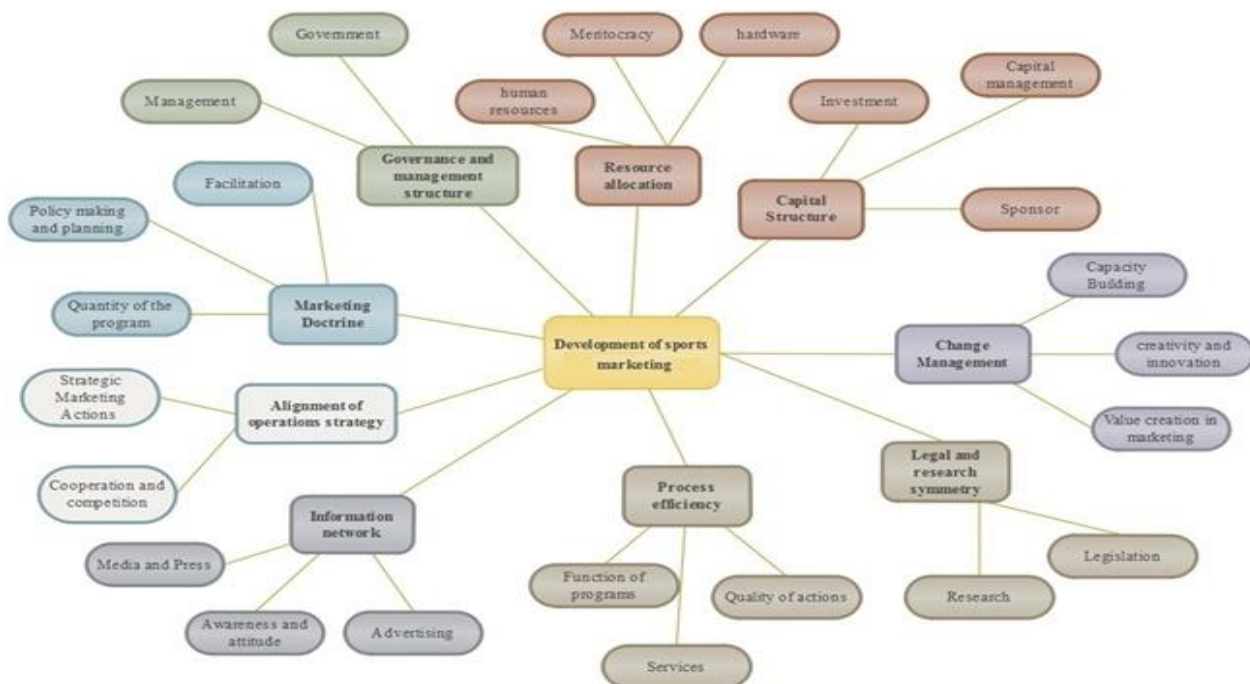 Government
Meritocracy
hardware
Capital
management
Management
human
resources
Investment
Governance and
management
structure
Resource
allocation
Facilitation
Capital
Structure
Sponsor
Policy making
and planning
Capacity
Building
Quantity of the
program
Marketing
Doctrine
Development of sports
marketing
Change
Management
creativity and
innovation
Strategic
Marketing
Actions
Alignment of
operations strategy
Value creation in
marketing
Legal and
research
symmetry
Cooperation and
competition
Process
efficiency
Information
network
Media and Press
Legislation
Function of
programs
Quality of actions
Research
Awareness and
attitude
Advertising
Services